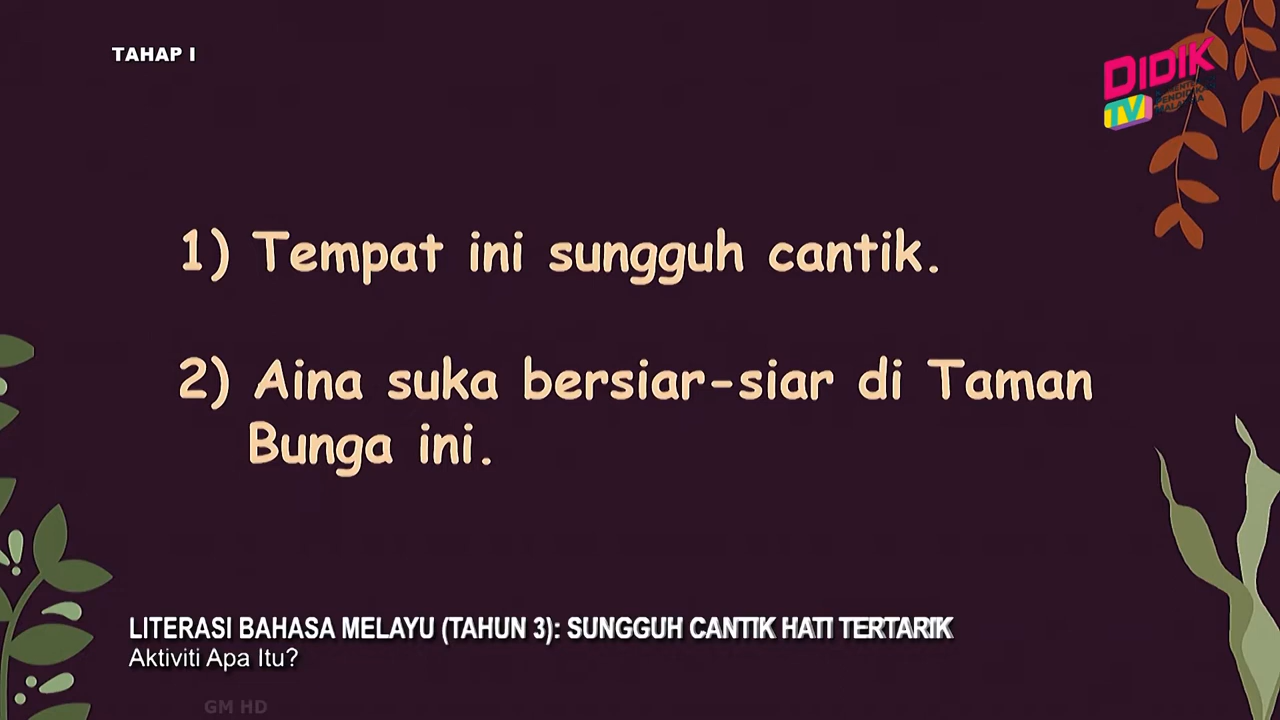 TAHAP I
DIDIK
TV
1) Tempat ini sungguh cantik.
2) Aina suka bersiar-siar di Taman
Bunga ini.
LITERASI BAHASA MELAYU (TAHUN 3): SUNGGUH CANTIK HATI TERTARIK
Aktiviti Apa Itu?
GM HD